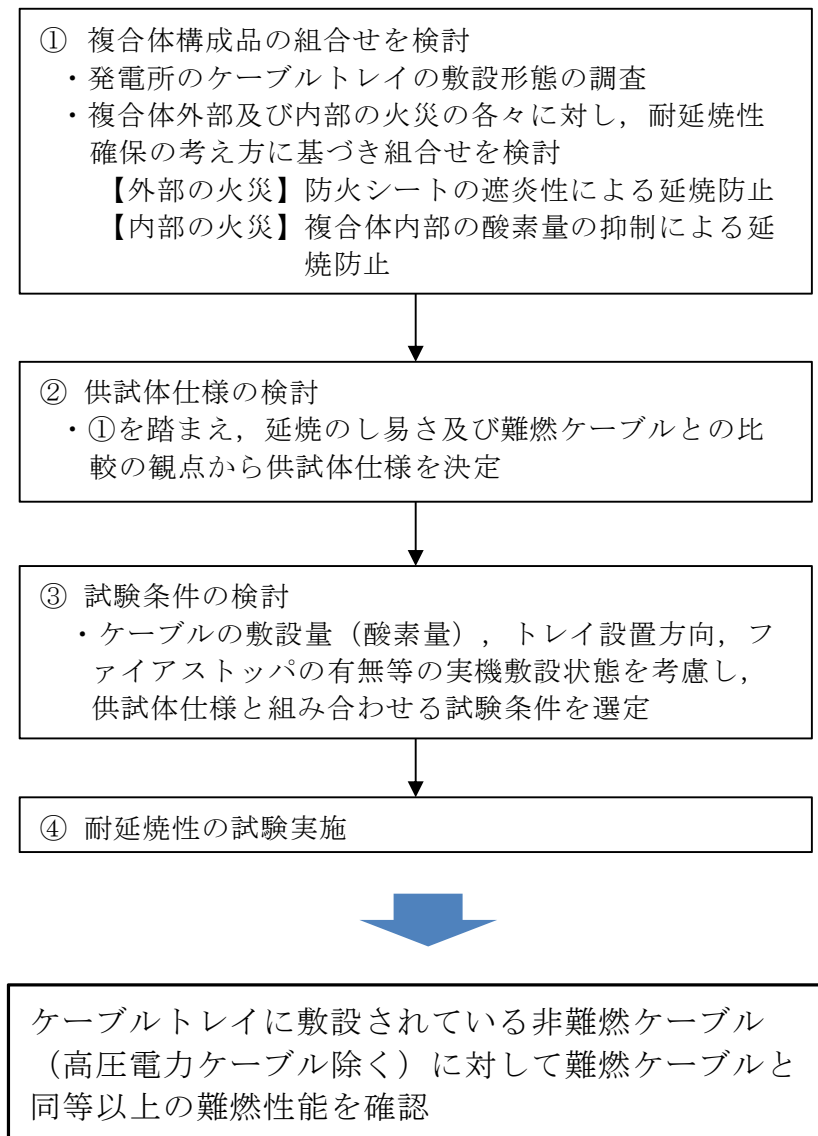 ① 複合体構成品の組合せを検討
・発電所のケーブルトレイの敷設形態の調査
・複合体外部及び内部の火災の各々に対し，耐延焼性
確保の考え方に基づき組合せを検討
【外部の火災】防火シートの遮炎性による延焼防止
【内部の火災】複合体内部の酸素量の抑制による延
焼防止
② 供試体仕様の検討
・①を踏まえ，延焼のし易さ及び難燃ケーブルとの比
較の観点から供試体仕様を決定
③ 試験条件の検討
・ケーブルの敷設量（酸素量），トレイ設置方向，フ
ァイアストッパの有無等の実機敷設状態を考慮し，
供試体仕様と組み合わせる試験条件を選定
④ 耐延焼性の試験実施
ケーブルトレイに敷設されている非難燃ケーブル
（高圧電力ケーブル除く）に対して難燃ケーブルと
同等以上の難燃性能を確認